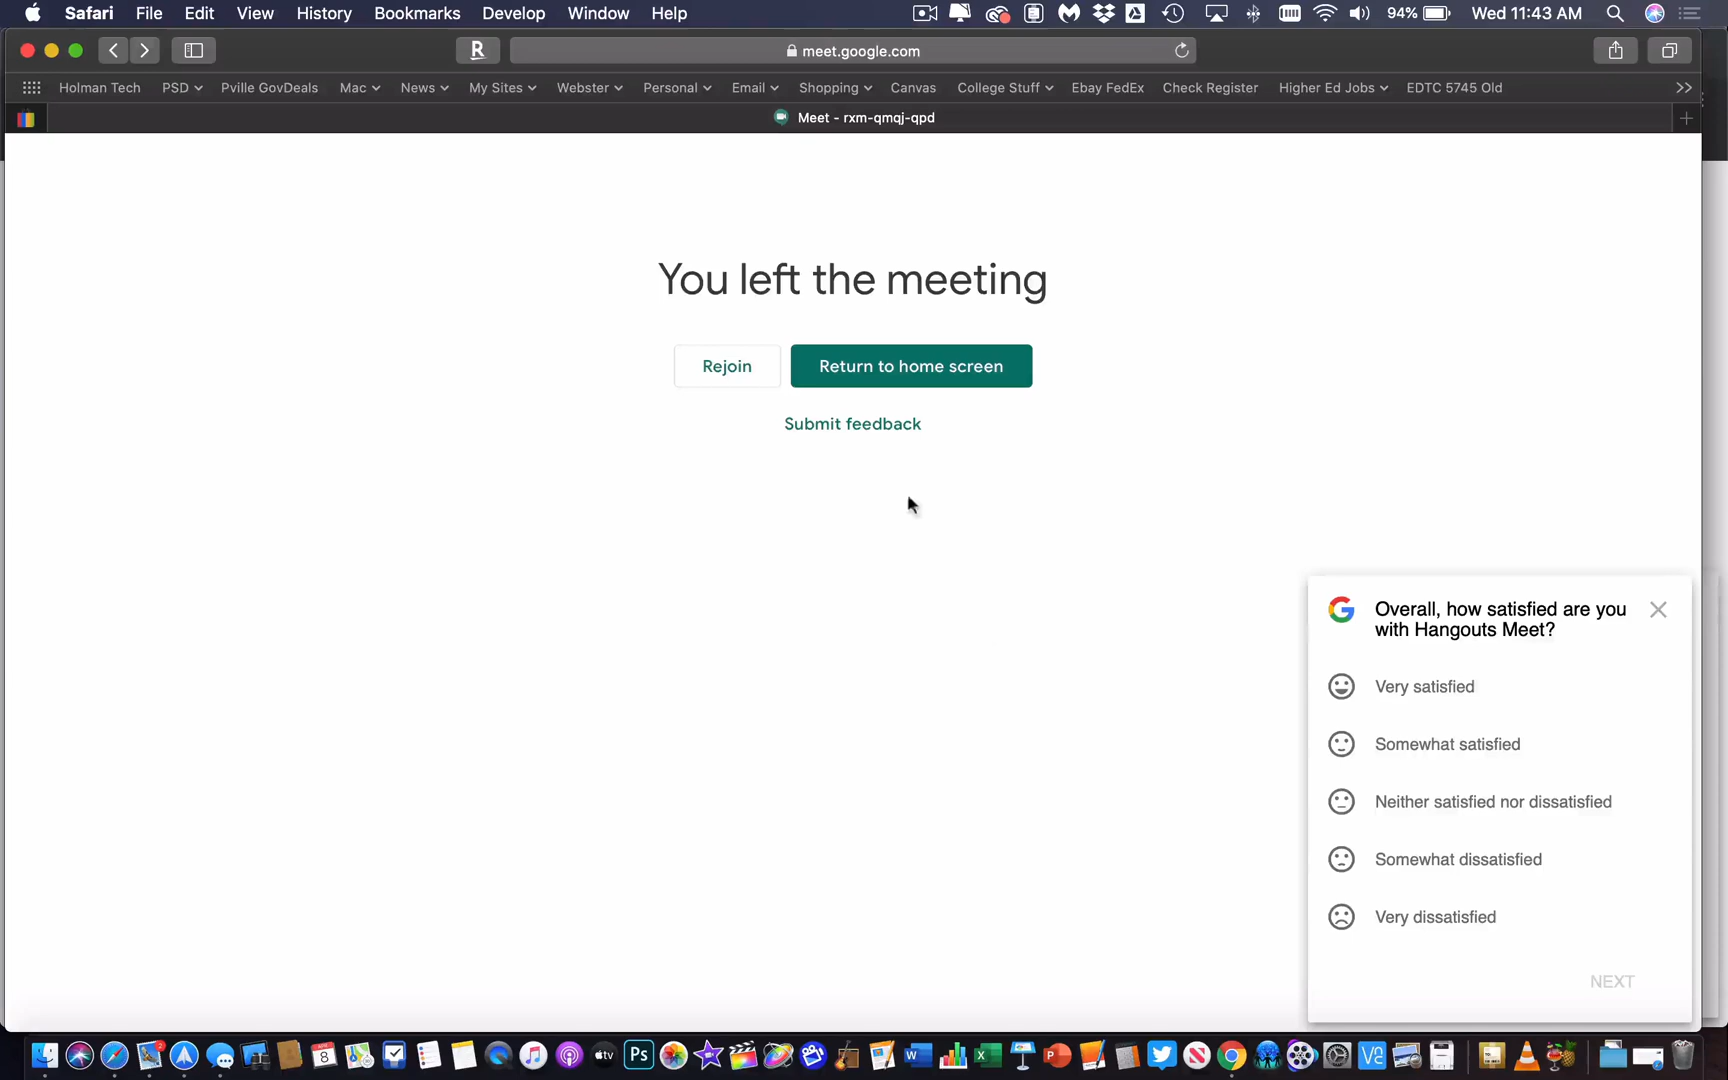 Safari File Edit View History Bookmarks Develop Window Help 94% Wed 11:43 AM
R meet.google.com
Holman Tech PSD Pville GovDeals Mac News My Sites Webster Personal Email Shopping Canvas College Stuff Ebay FedEx Check Register Higher Ed Jobs EDTC 5745 Old
Meet - rxm-qmqj-qpd
You left the meeting
Rejoin Return to home screen
Submit feedback
Overall, how satisfied are you
with Hangouts Meet?
Very satisfied
Somewhat satisfied
Neither satisfied nor dissatisfied
Somewhat dissatisfied
Very dissatisfied
NEXT